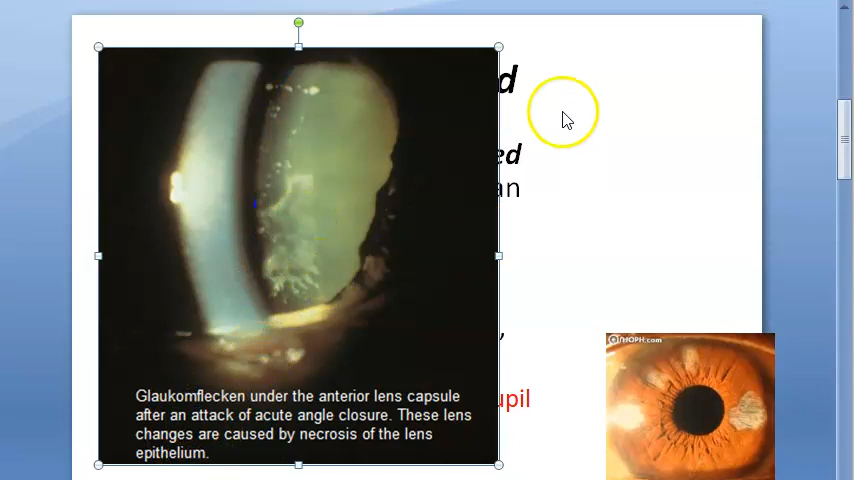 d
ed
an
,
upil
Glaukomflecken under the anterior lens capsule
after an attack of acute angle closure. These lens
changes are caused by necrosis of the lens
epithelium.